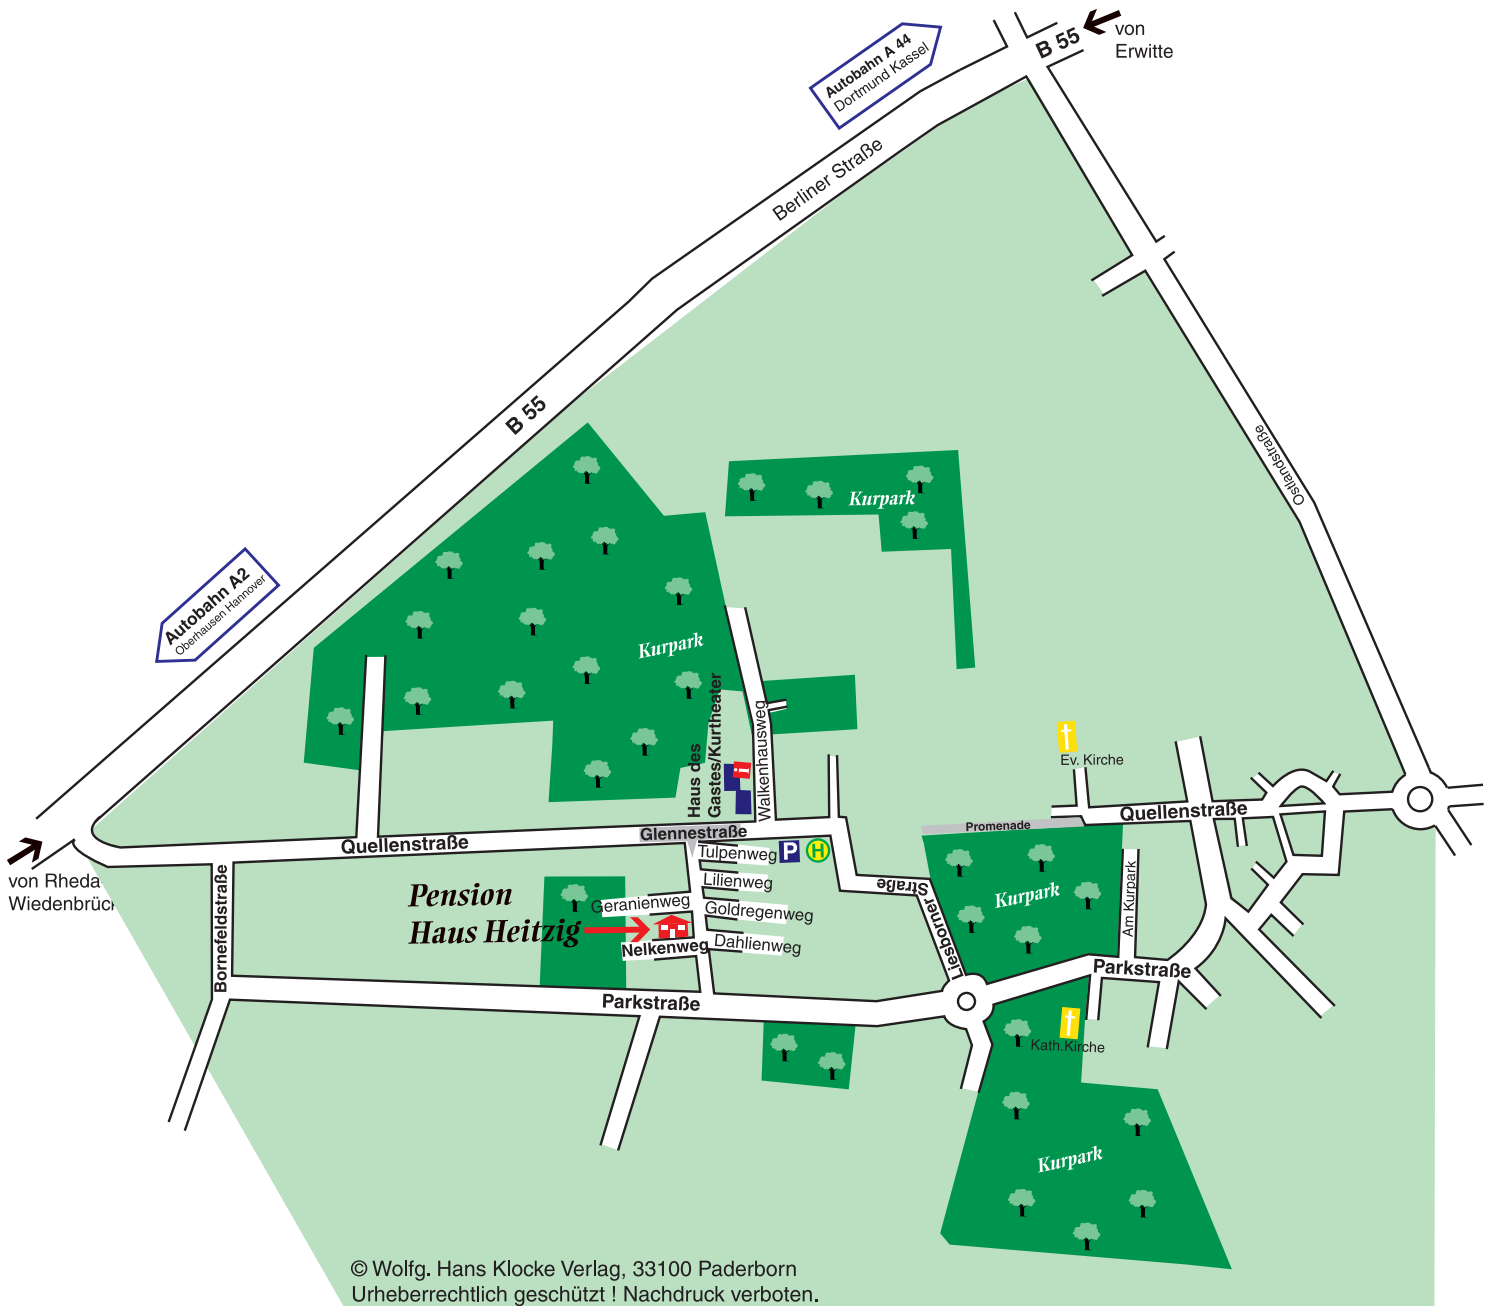 B 55
von
Erwitte
Autobahn A 44
Dortmund Kassel
Berliner Straße
B 55
Ostlandstraße
Kurpark
Autobahn A2
Oberhausen Hannover
Kurpark
Haus des
Gastes/Kurtheater
i
Walkenhausweg
Ev. Kirche
Quellenstraße
Promenade
Glennestraße
Quellenstraße
Tulpenweg
P
H
von Rheda
Wiedenbrüc
Bornefeldstraße
Lilienweg
Liesborner
Straße
Kurpark
Am Kurpark
Pension
Haus Heitzig
Geranienweg
Goldregenweg
Nelkenweg
Dahlienweg
Parkstraße
Parkstraße
Kath.Kirche
Kurpark
© Wolfg. Hans Klocke Verlag, 33100 Paderborn
Urheberrechtlich geschützt ! Nachdruck verboten.